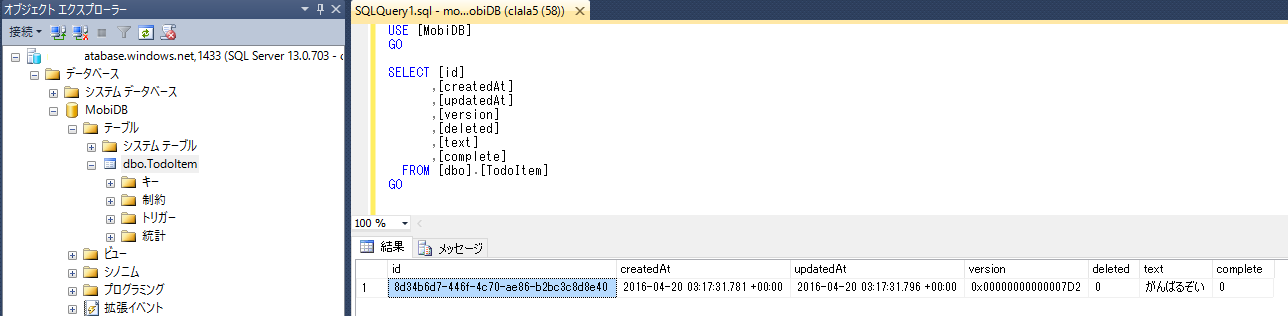 オブジェクト エクスプローラー
接続
atabase.windows.net,1433 (SQL Server 13.0.703 - c
データベース
システム データベース
MobiDB
テーブル
システム テーブル
dbo.TodoItem
キー
制約
トリガー
統計
ビュー
シノニム
プログラミング
拡張イベント
SQLQuery1.sql - mo...obiDB (clala5 (58))
USE [MobiDB]
GO
SELECT [id]
,[createdAt]
,[updatedAt]
,[version]
,[deleted]
,[text]
,[complete]
FROM [dbo].[TodoItem]
GO
100 %
結果 メッセージ
id createdAt updatedAt version deleted text complete
1 8d34b6d7-446f-4c70-ae86-b2bc3c8d8e40 2016-04-20 03:17:31.781 +00:00 2016-04-20 03:17:31.796 +00:00 0x00000000000007D2 0 がんばるぞい 0